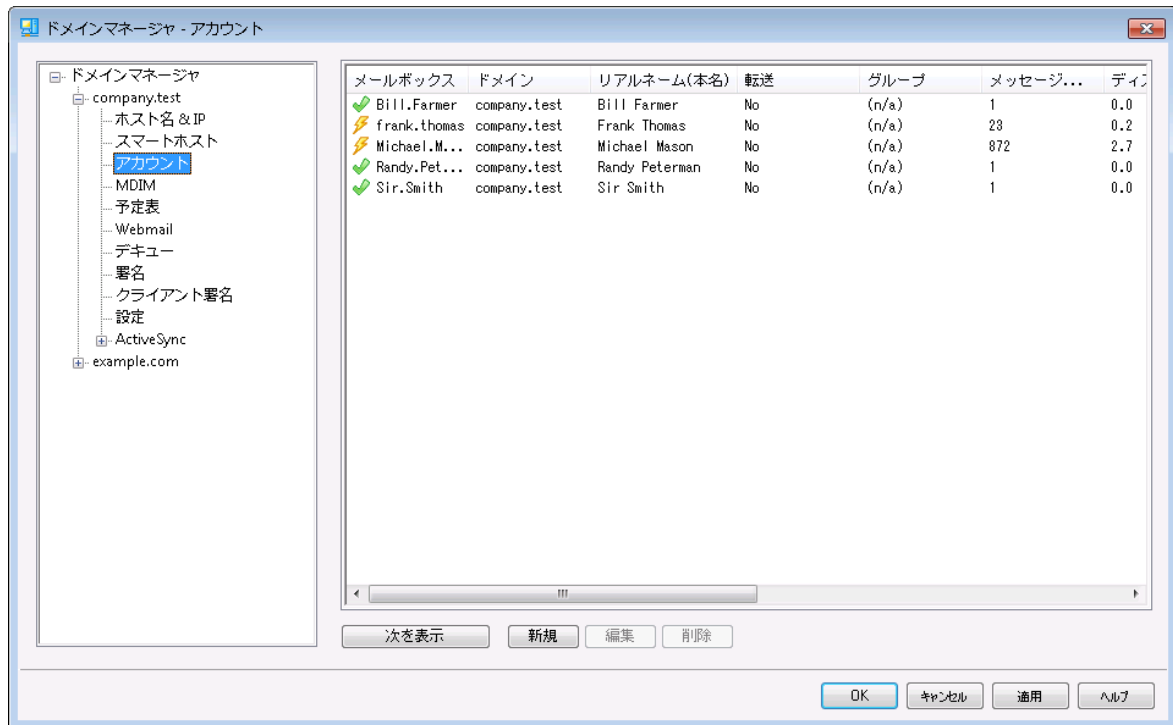 ドメインマネージャ - アカウント
ドメインマネージャ
company.test
ホスト名 & IP
スマートホスト
アカウント
MDIM
予定表
Webmail
デキュー
署名
クライアント署名
設定
ActiveSync
example.com
メールボックス ドメイン リアルネーム(本名) 転送 グループ メッセージ... ディス
Bill.Farmer company.test Bill Farmer No (n/a) 1 0.0
frank.thomas company.test Frank Thomas No (n/a) 23 0.2
Michael.M... company.test Michael Mason No (n/a) 872 2.7
Randy.Pet... company.test Randy Peterman No (n/a) 1 0.0
Sir.Smith company.test Sir Smith No (n/a) 1 0.0
次を表示 新規 編集 削除
OK キャンセル 適用 ヘルプ